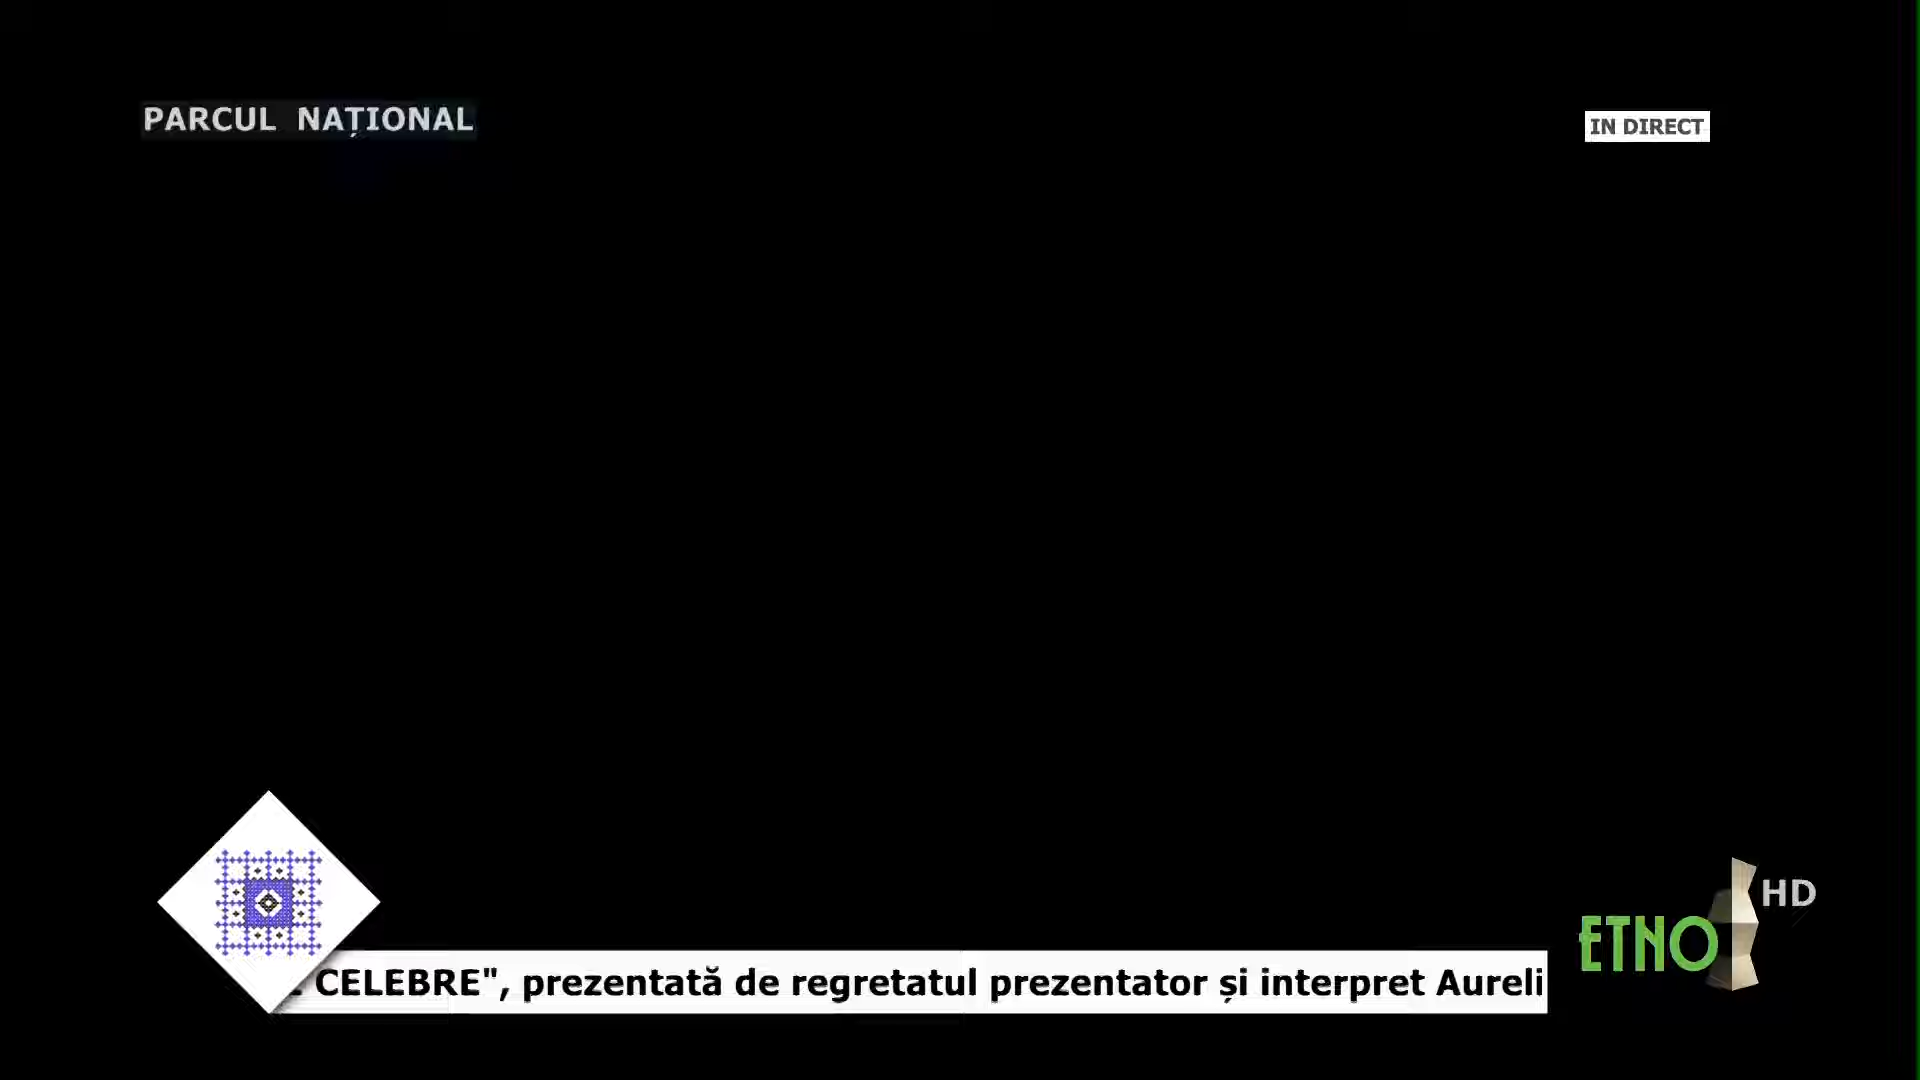 PARCUL NAȚIONAL
IN DIRECT
HD
ETNO
CELEBRE", prezentată de regretatul prezentator și interpret Aureli